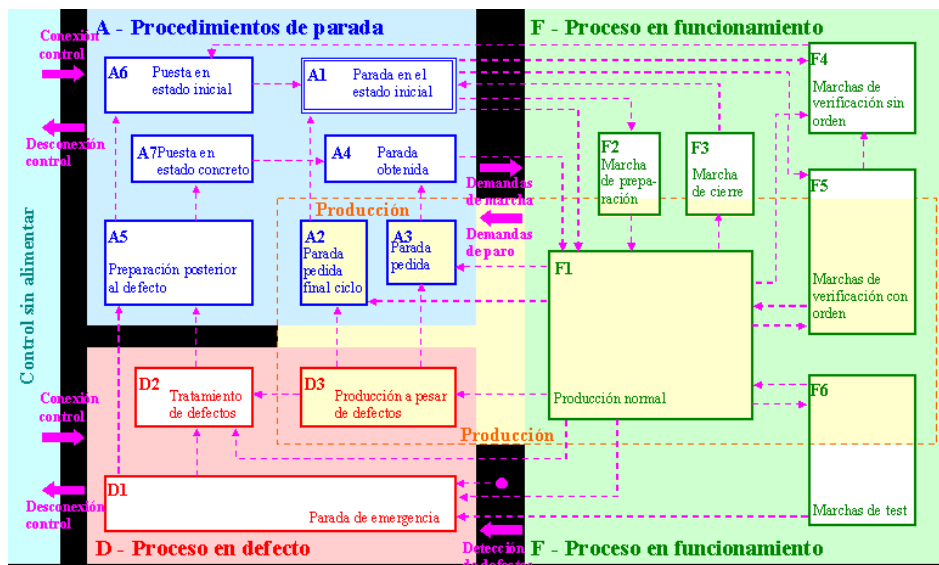 A - Procedimientos de parada
F - Proceso en funcionamiento
Conexión
control
Desconexión
control
Control sin alimentar
A6
Puesta en
estado inicial
A1
Parada en el
estado inicial
A7
Puesta en
estado concreto
A4
Parada
obtenida
A5
Preparación posterior
al defecto
A2
Parada
pedida
final ciclo
A3
Parada
pedida
Demandas
de marcha
Demandas
de paro
Producción
F2
Marcha
de prepa-
ración
F3
Marcha
de cierre
F4
Marchas de
verificación sin
orden
F5
Marchas de
verificación con
orden
F1
Producción normal
F6
Marchas de test
D2
Tratamiento
de defectos
D3
Producción a pesar
de defectos
Producción
Conexión
control
Desconexión
control
D1
Parada de emergencia
D - Proceso en defecto
Detección
F - Proceso en funcionamiento